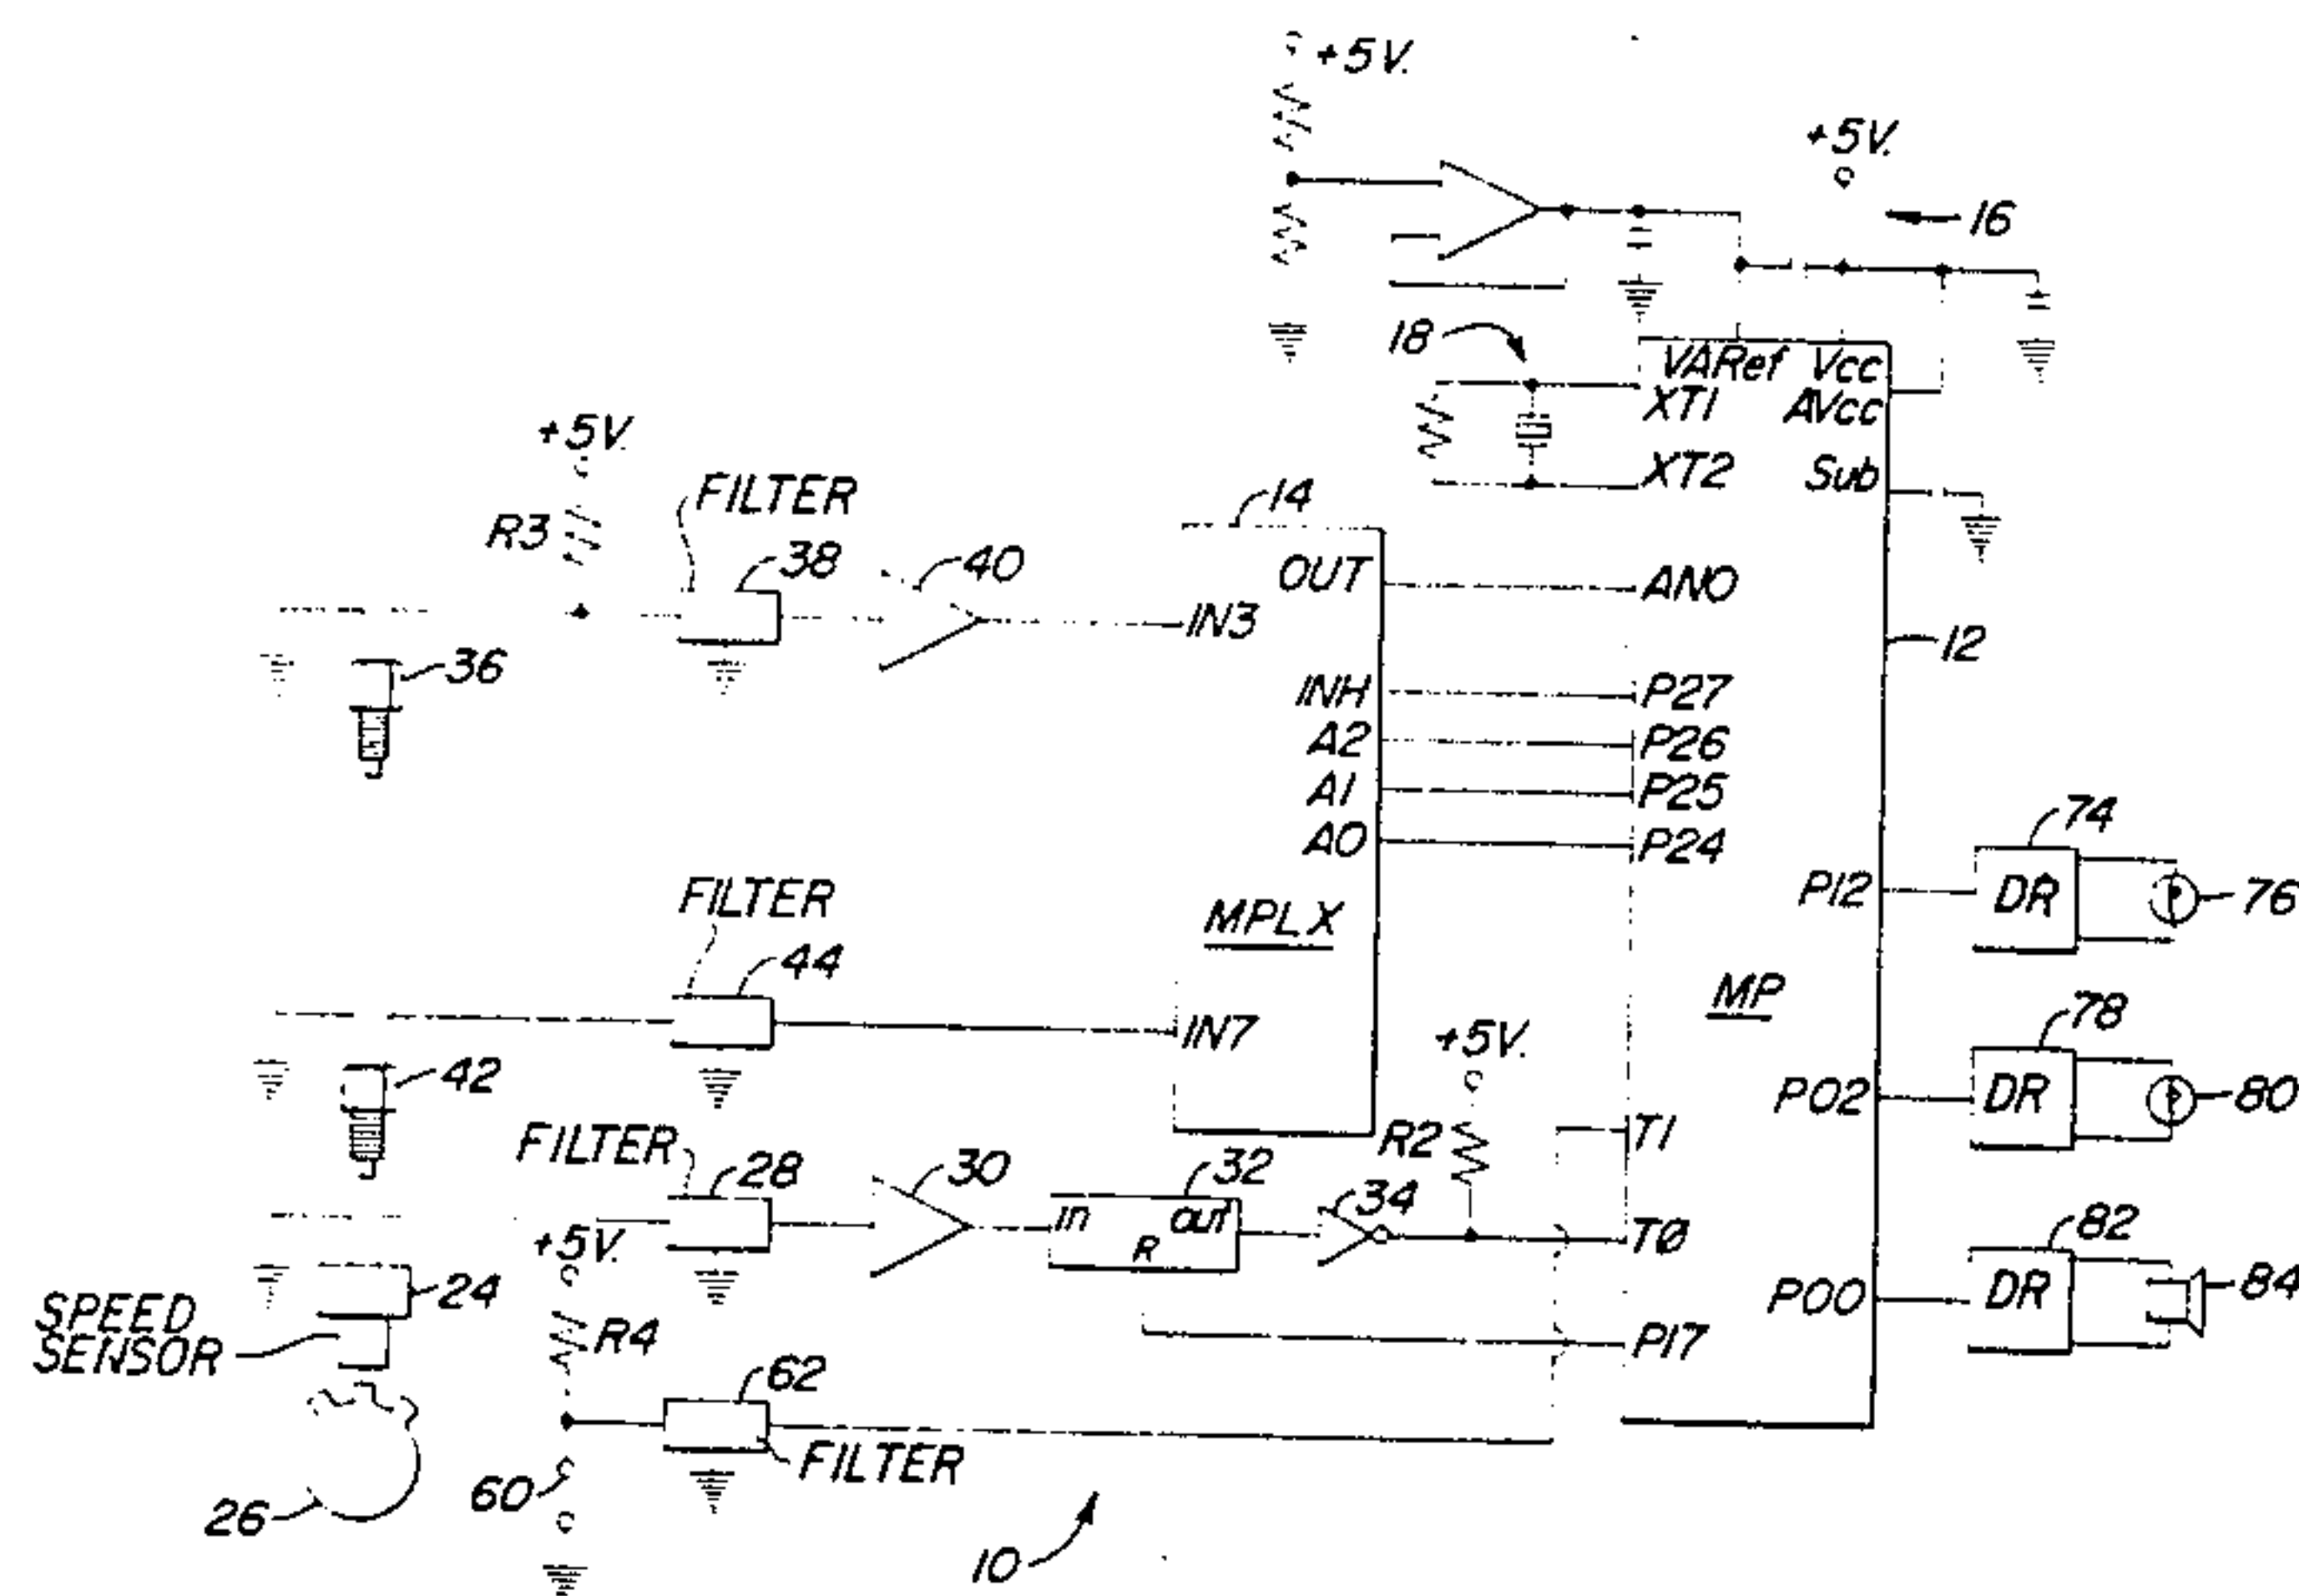 +5V.
+5V.
16
18
VARef Vcc
XT1 AVcc
XT2 Sub
+5V.
R3
FILTER
38
40
14
OUT
IN3
ANO
12
36
INH
A2
A1
A0
P27
P26
P25
P24
MPLX
FILTER
44
IN7
42
MP
P12
74
DR
76
P02
78
DR
80
P00
82
DR
84
+5V.
R2
T1
TØ
P17
FILTER
28
30
32
in
out
R
34
+5V.
24
SPEED
SENSOR
R4
62
FILTER
26
60
10